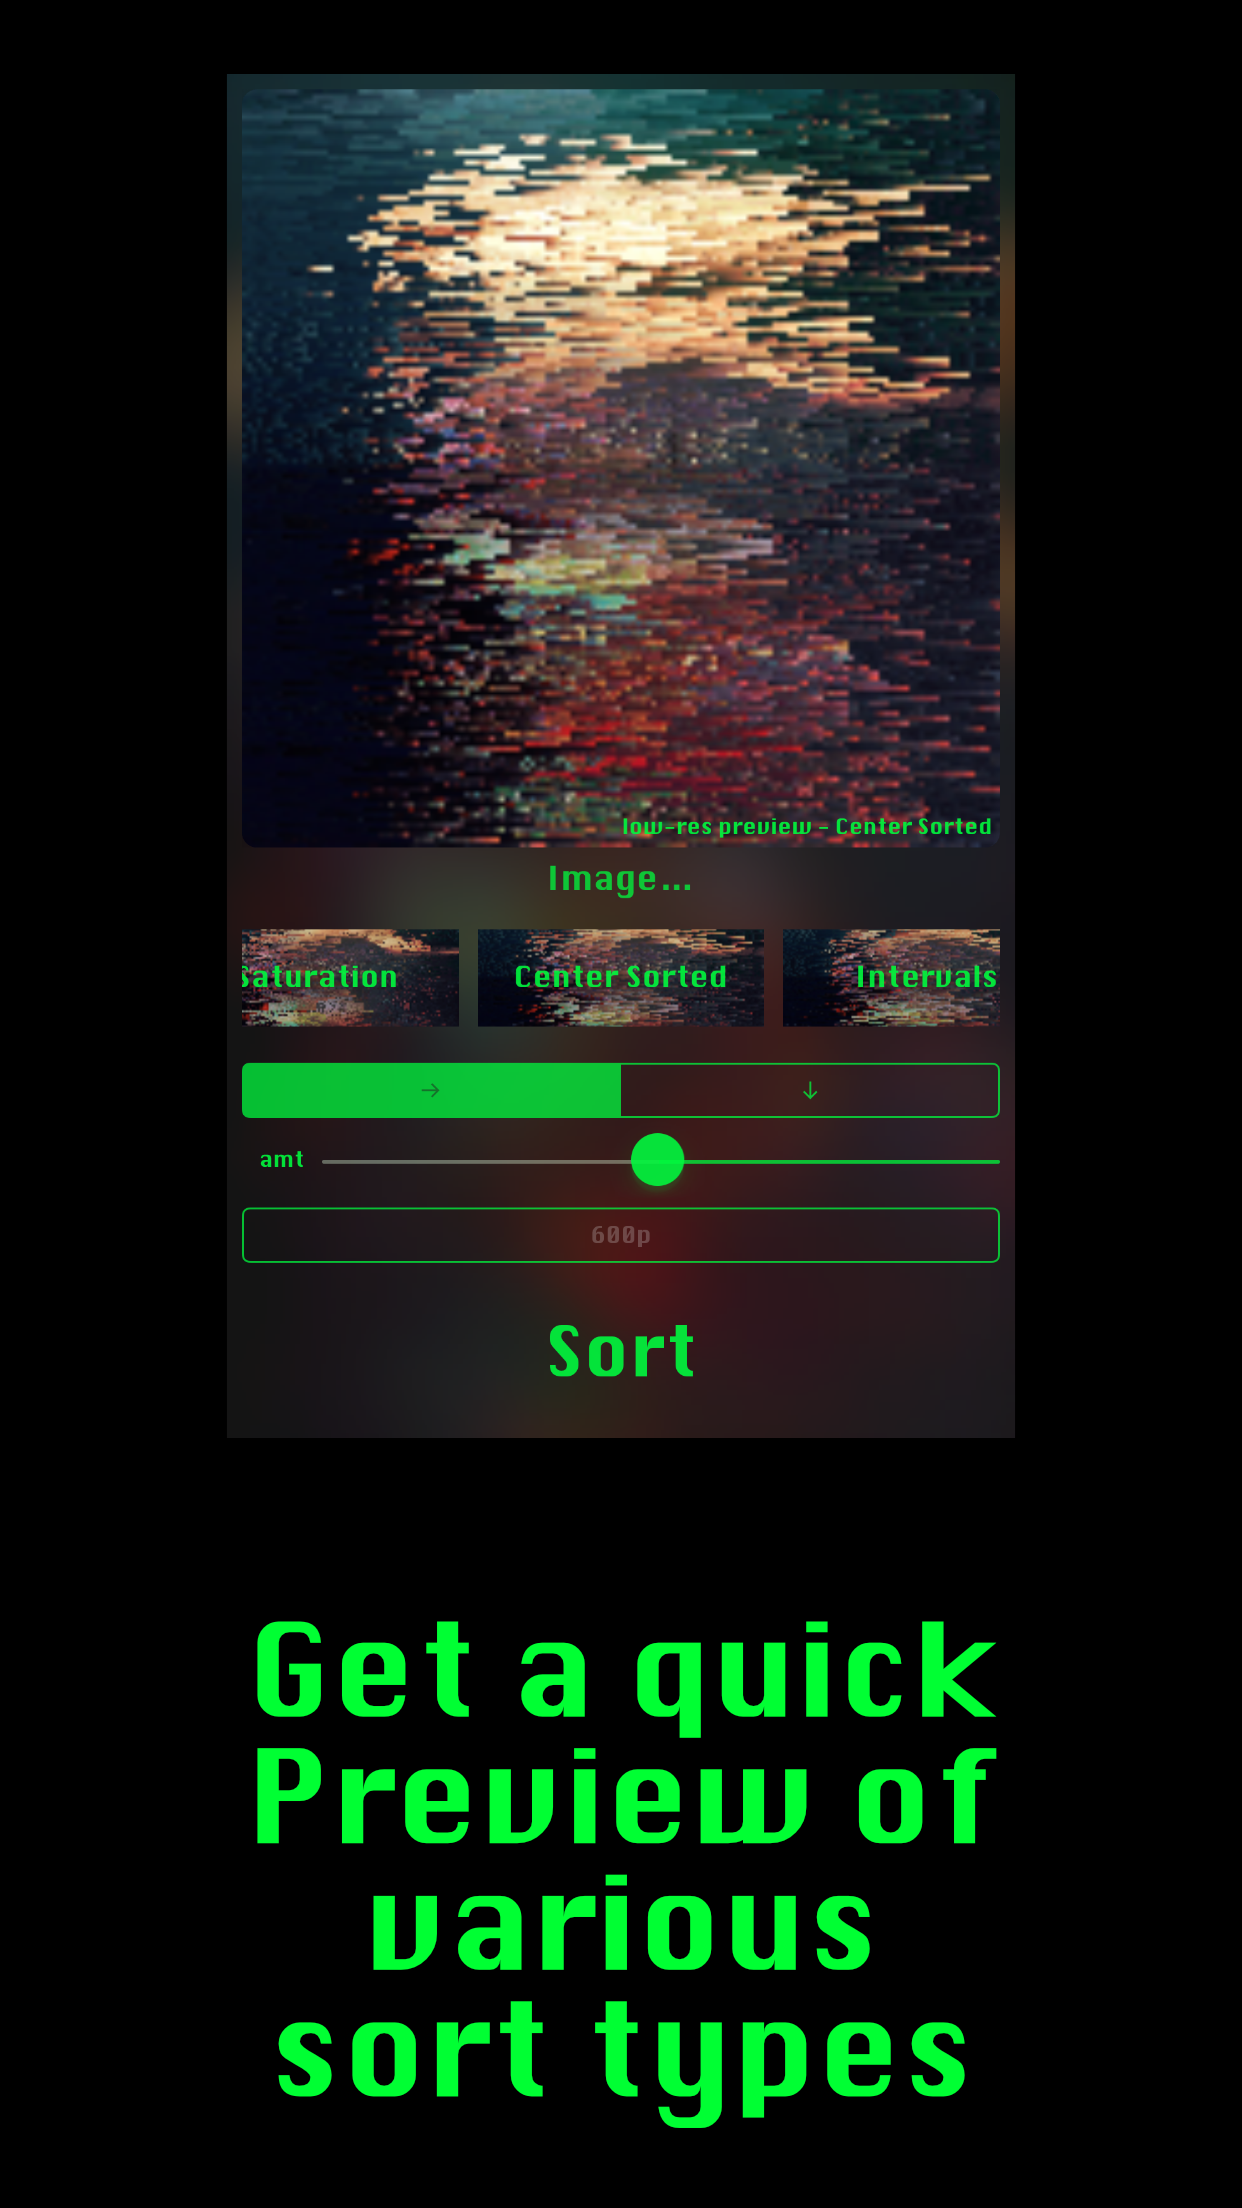 low-res preview - Center Sorted
Image...
Saturation
Center Sorted
Intervals
→
↓
amt
600p
Sort
Get a quick
Preview of
various
sort types